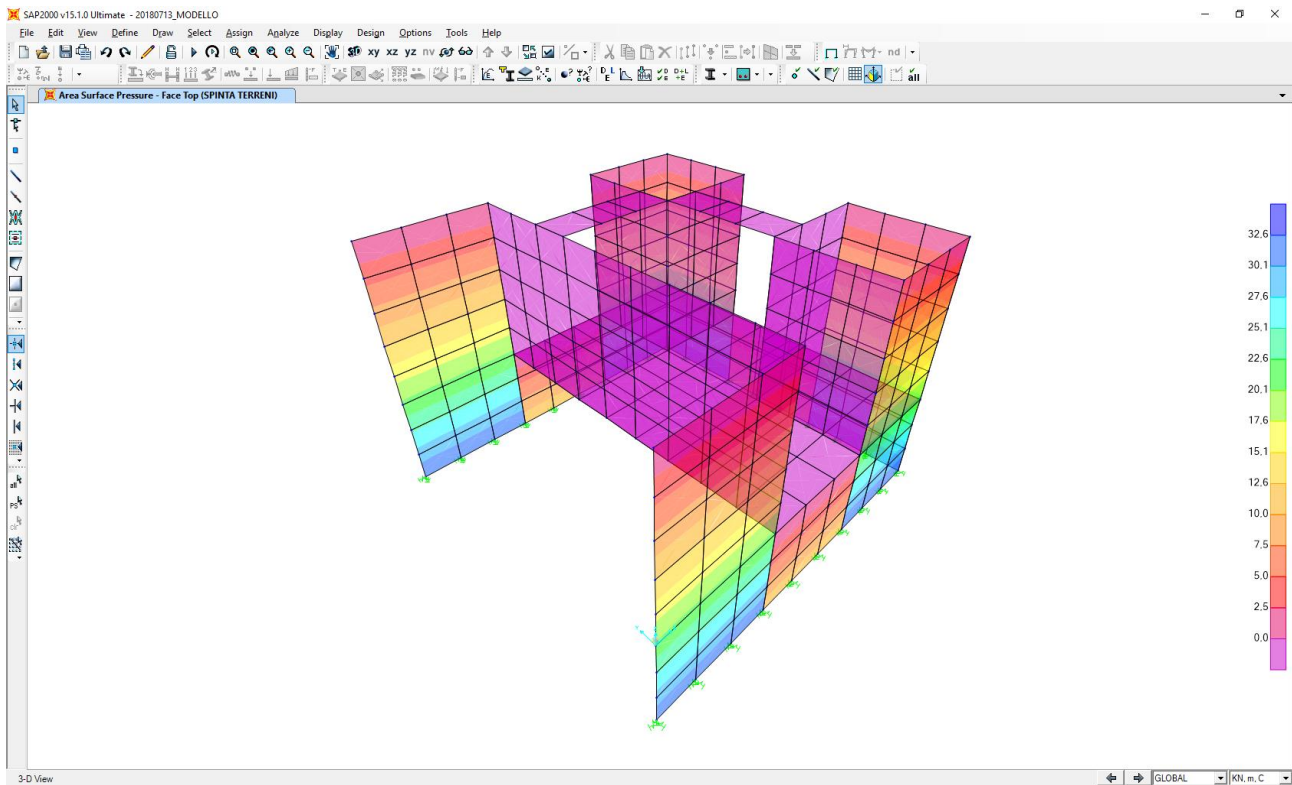 SAP2000 v15.1.0 Ultimate - 20180713_MODELLO
File Edit View Define Draw Select Assign Analyze Display Design Options Tools Help
xy xz yz nv nd
all
Area Surface Pressure - Face Top (SPINTA TERRENI)
32,6
30,1
27,6
25,1
22,6
20,1
17,6
15,1
12,6
10,0
7,5
5,0
2,5
0,0
all
PS
clr
3-D View GLOBAL KN, m, C